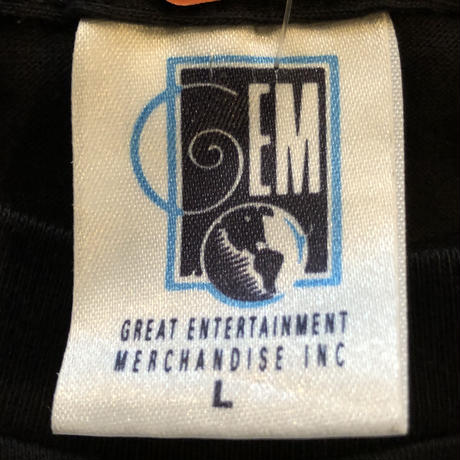 GEM
GREAT ENTERTAINMENT
MERCHANDISE INC
L